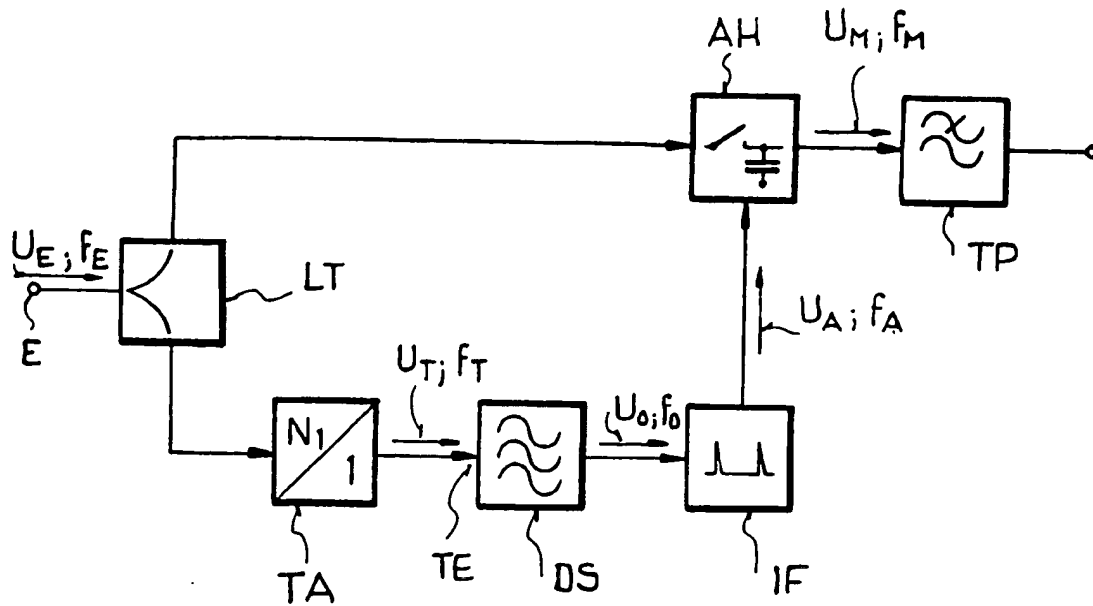 AH
U_M; f_M
TP
U_E; f_E
E
LT
U_A; f_A
U_T; f_T
U_0; f_0
N_1
1
TA
TE
DS
IF